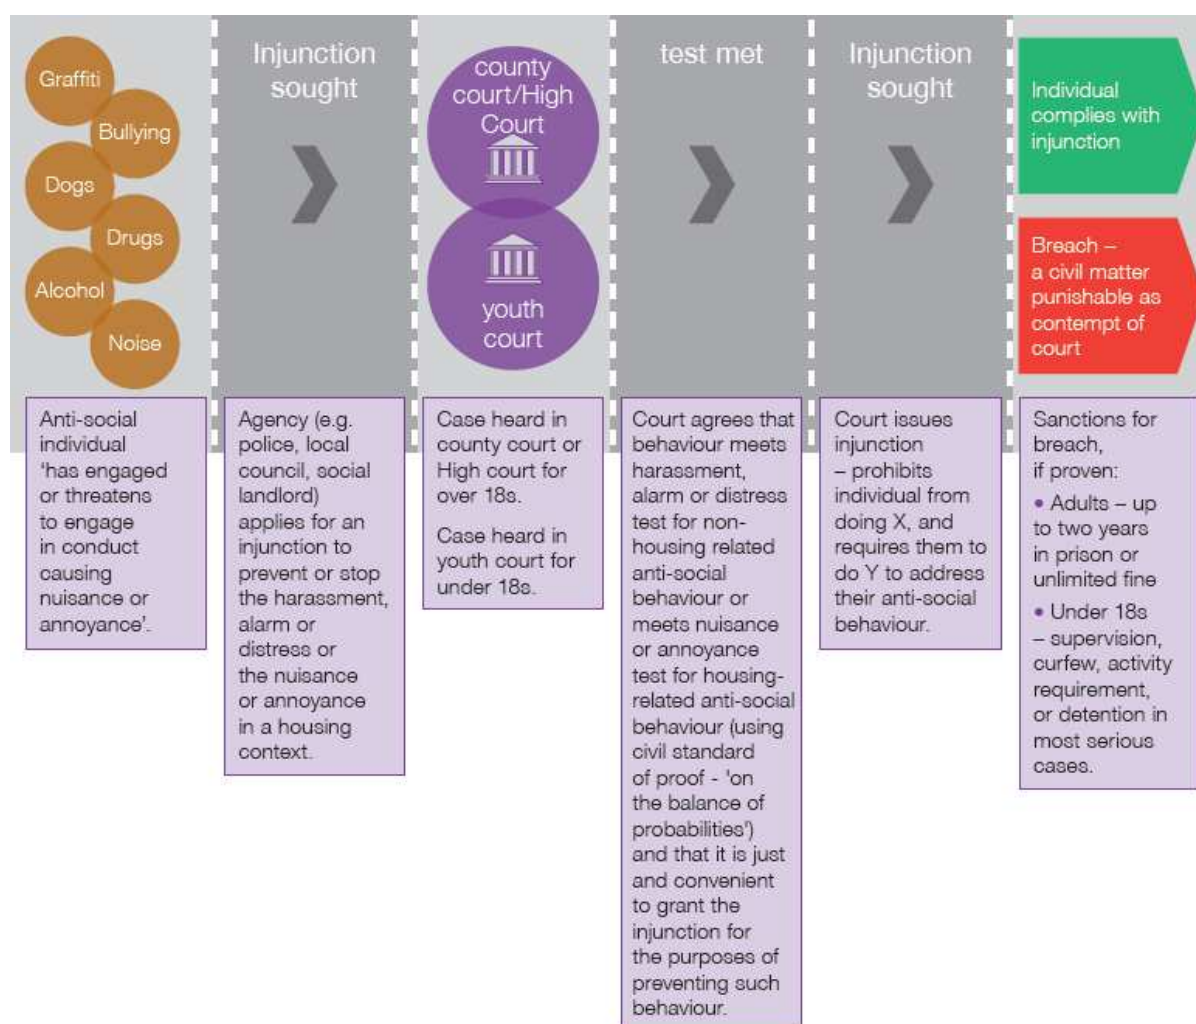 Graffiti
Bullying
Dogs
Drugs
Alcohol
Noise
Injunction
sought
county
court/High
Court
youth
court
test met
Injunction
sought
Individual
complies with
injunction
Breach –
a civil matter
punishable as
contempt of
court
Anti-social
individual
'has engaged
or threatens
to engage
in conduct
causing
nuisance or
annoyance'.
Agency (e.g.
police, local
council, social
landlord)
applies for an
injunction to
prevent or stop
the harassment,
alarm or
distress or
the nuisance
or annoyance
in a housing
context.
Case heard in
county court or
High court for
over 18s.
Case heard in
youth court for
under 18s.
Court agrees that
behaviour meets
harassment,
alarm or distress
test for non-
housing related
anti-social
behaviour or
meets nuisance
or annoyance
test for housing-
related anti-social
behaviour (using
civil standard
of proof - 'on
the balance of
probabilities')
and that it is just
and convenient
to grant the
injunction for
the purposes of
preventing such
behaviour.
Court issues
injunction
– prohibits
individual from
doing X, and
requires them to
do Y to address
their anti-social
behaviour.
Sanctions for
breach,
if proven:
• Adults – up
to two years
in prison or
unlimited fine
• Under 18s
– supervision,
curfew, activity
requirement,
or detention in
most serious
cases.